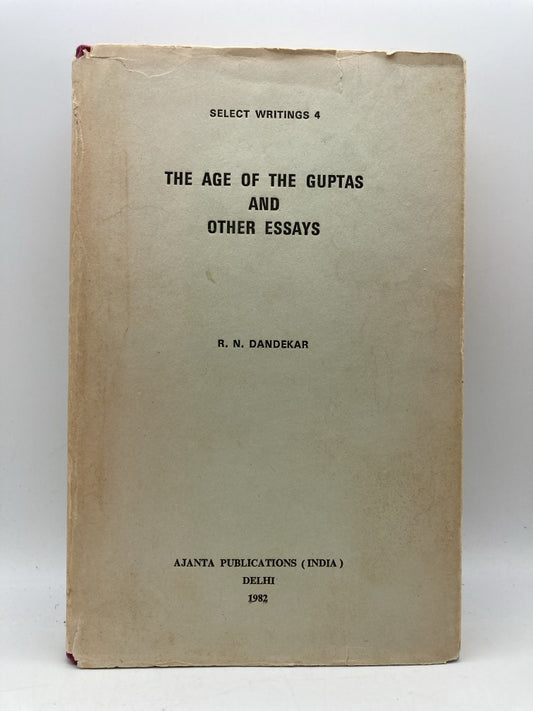 SELECT WRITINGS 4
THE AGE OF THE GUPTAS
AND
OTHER ESSAYS
R. N. DANDEKAR
AJANTA PUBLICATIONS (INDIA)
DELHI
1982